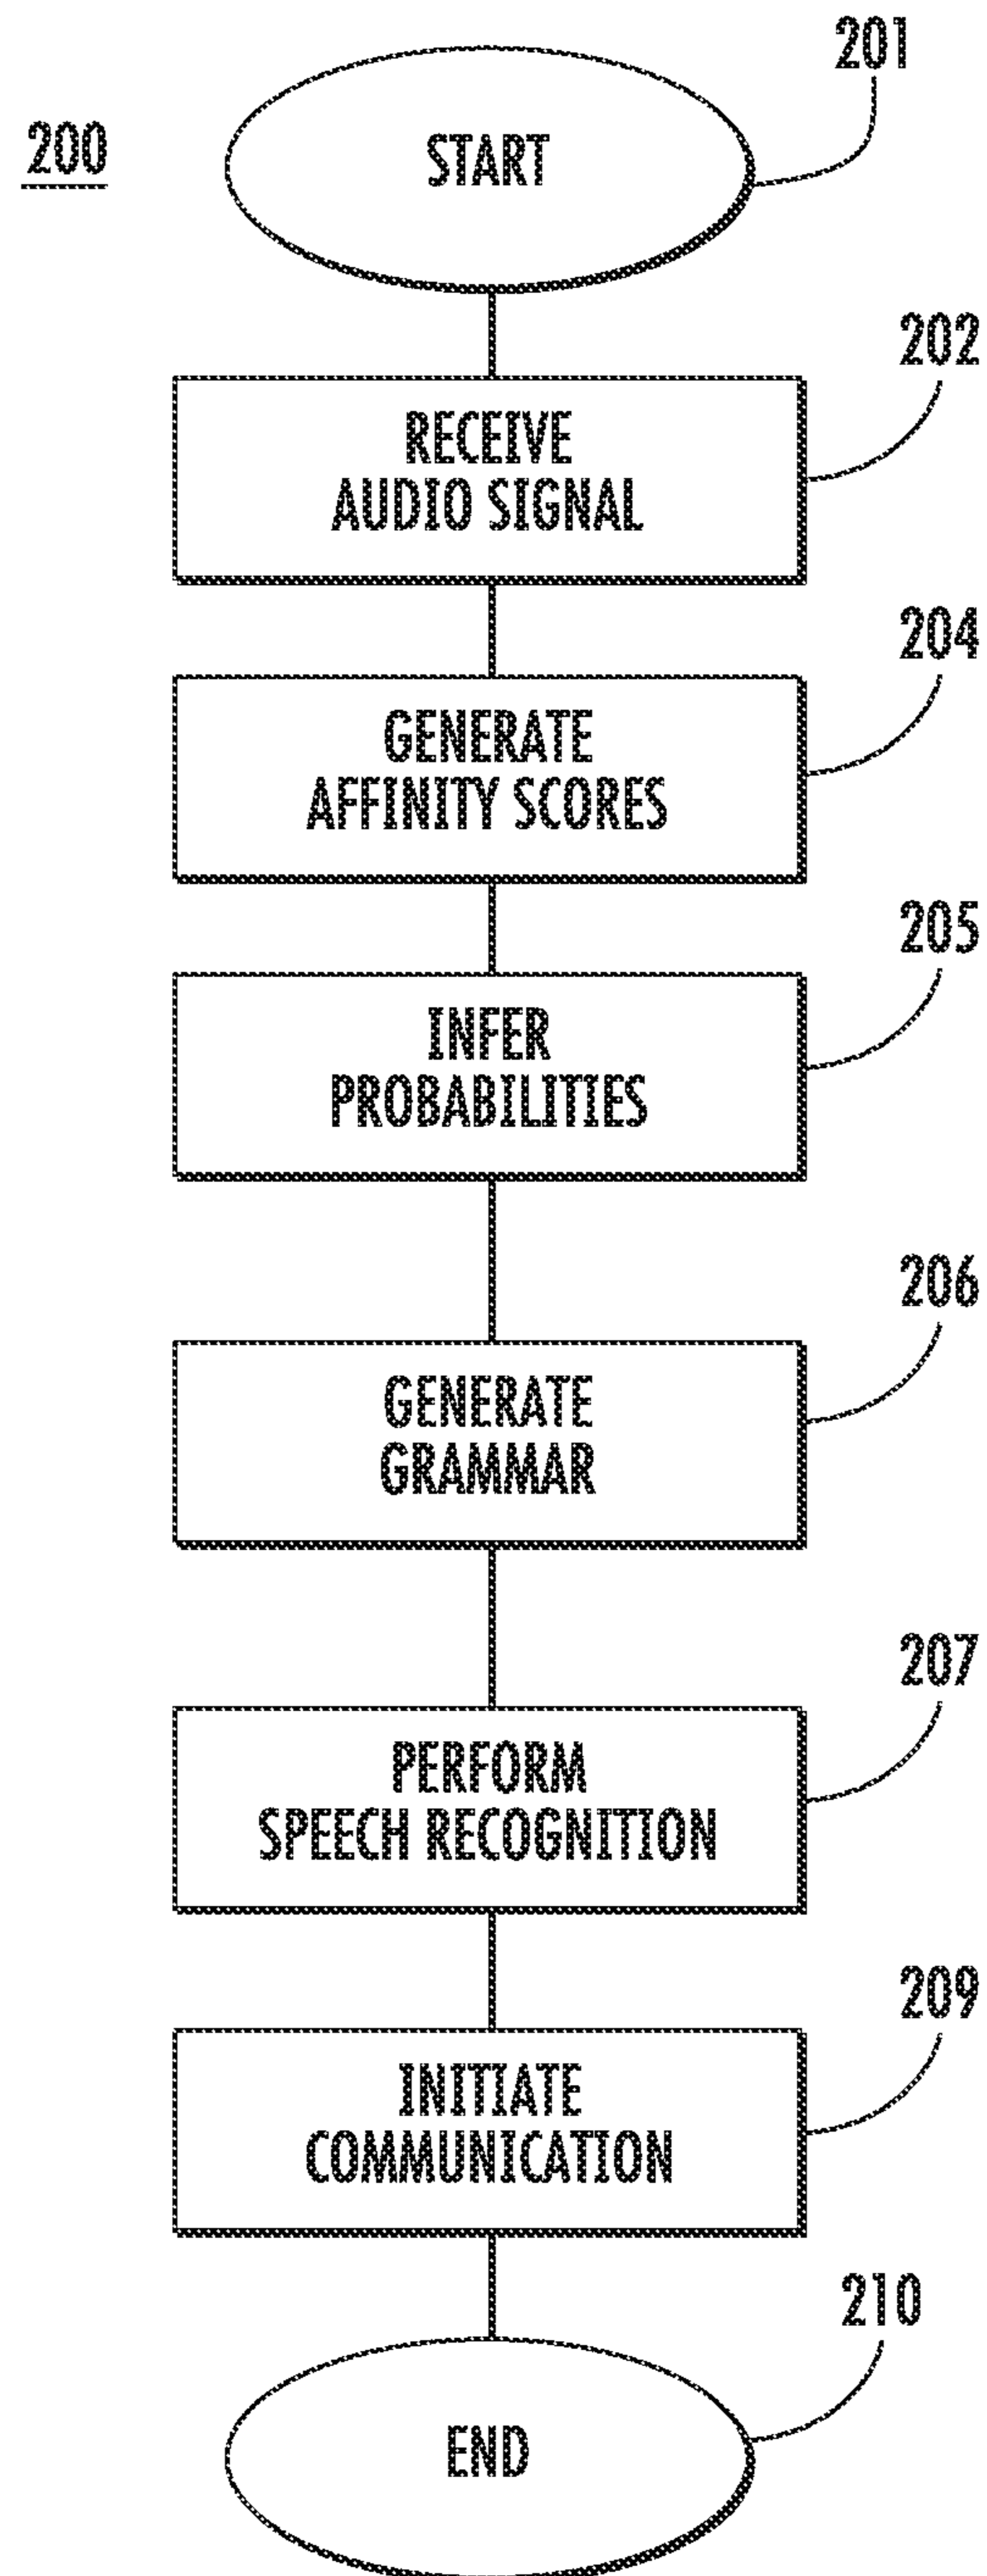 200
201
START
202
RECEIVE
AUDIO SIGNAL
204
GENERATE
AFFINITY SCORES
205
INFER
PROBABILITIES
206
GENERATE
GRAMMAR
207
PERFORM
SPEECH RECOGNITION
209
INITIATE
COMMUNICATION
210
END